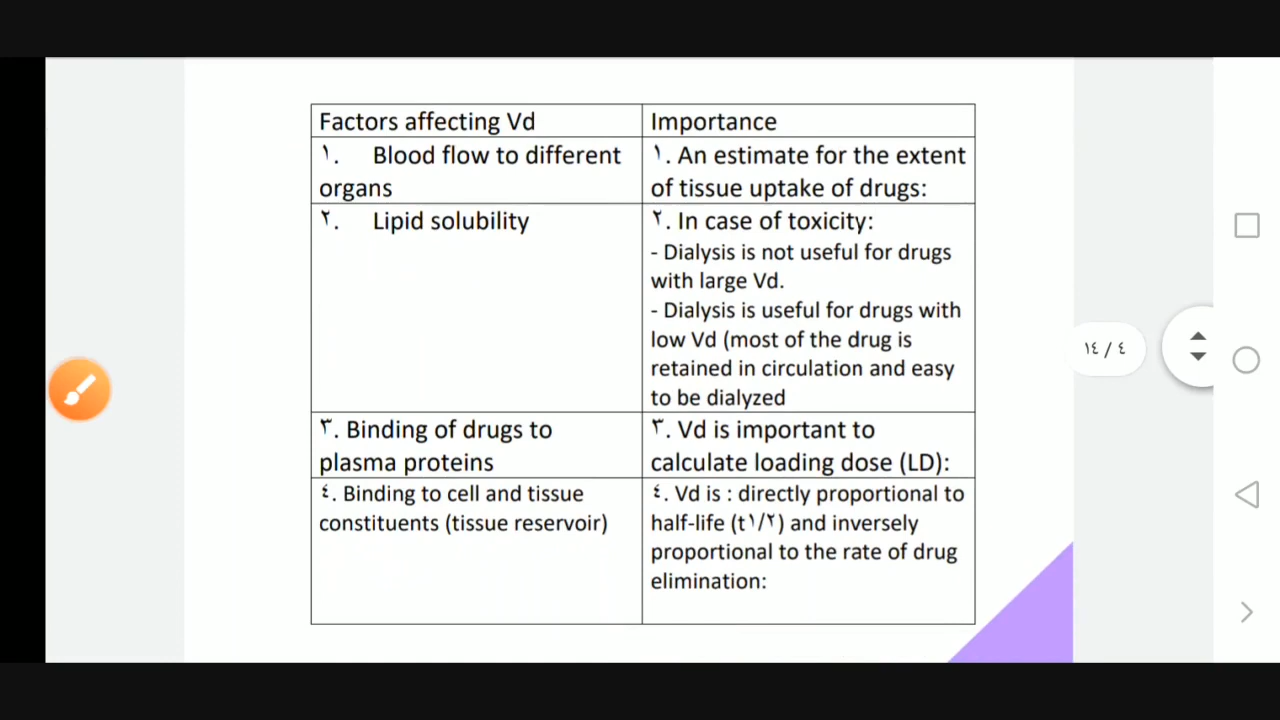 Factors affecting Vd
Importance
١. Blood flow to different
organs
١. An estimate for the extent
of tissue uptake of drugs:
٢. Lipid solubility
٢. In case of toxicity:
- Dialysis is not useful for drugs
with large Vd.
- Dialysis is useful for drugs with
low Vd (most of the drug is
retained in circulation and easy
to be dialyzed
٣. Binding of drugs to
plasma proteins
٣. Vd is important to
calculate loading dose (LD):
٤. Binding to cell and tissue
constituents (tissue reservoir)
٤. Vd is : directly proportional to
half-life (t١/٢) and inversely
proportional to the rate of drug
elimination:
١٤ / ٤